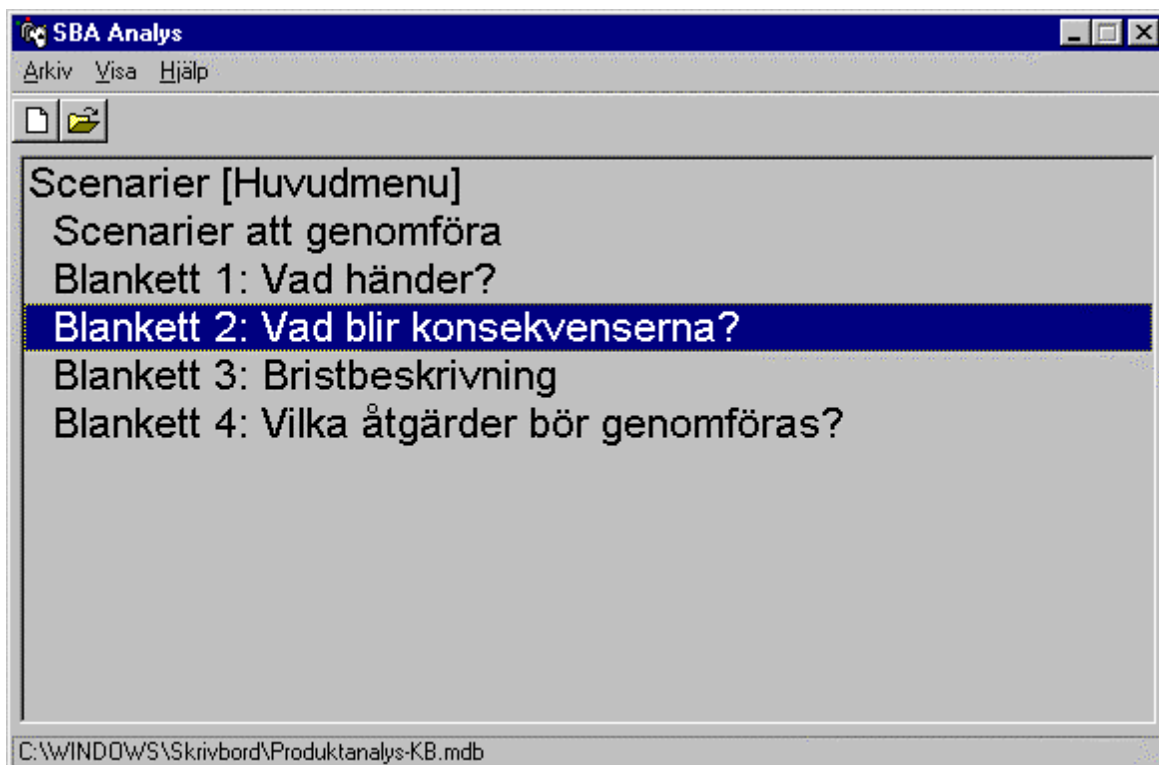 SBA Analys
Arkiv Visa Hjälp
Scenarier [Huvudmenu]
Scenarier att genomföra
Blankett 1: Vad händer?
Blankett 2: Vad blir konsekvenserna?
Blankett 3: Bristbeskrivning
Blankett 4: Vilka åtgärder bör genomföras?
C:\WINDOWS\Skrivbord\Produktanalys-KB.mdb